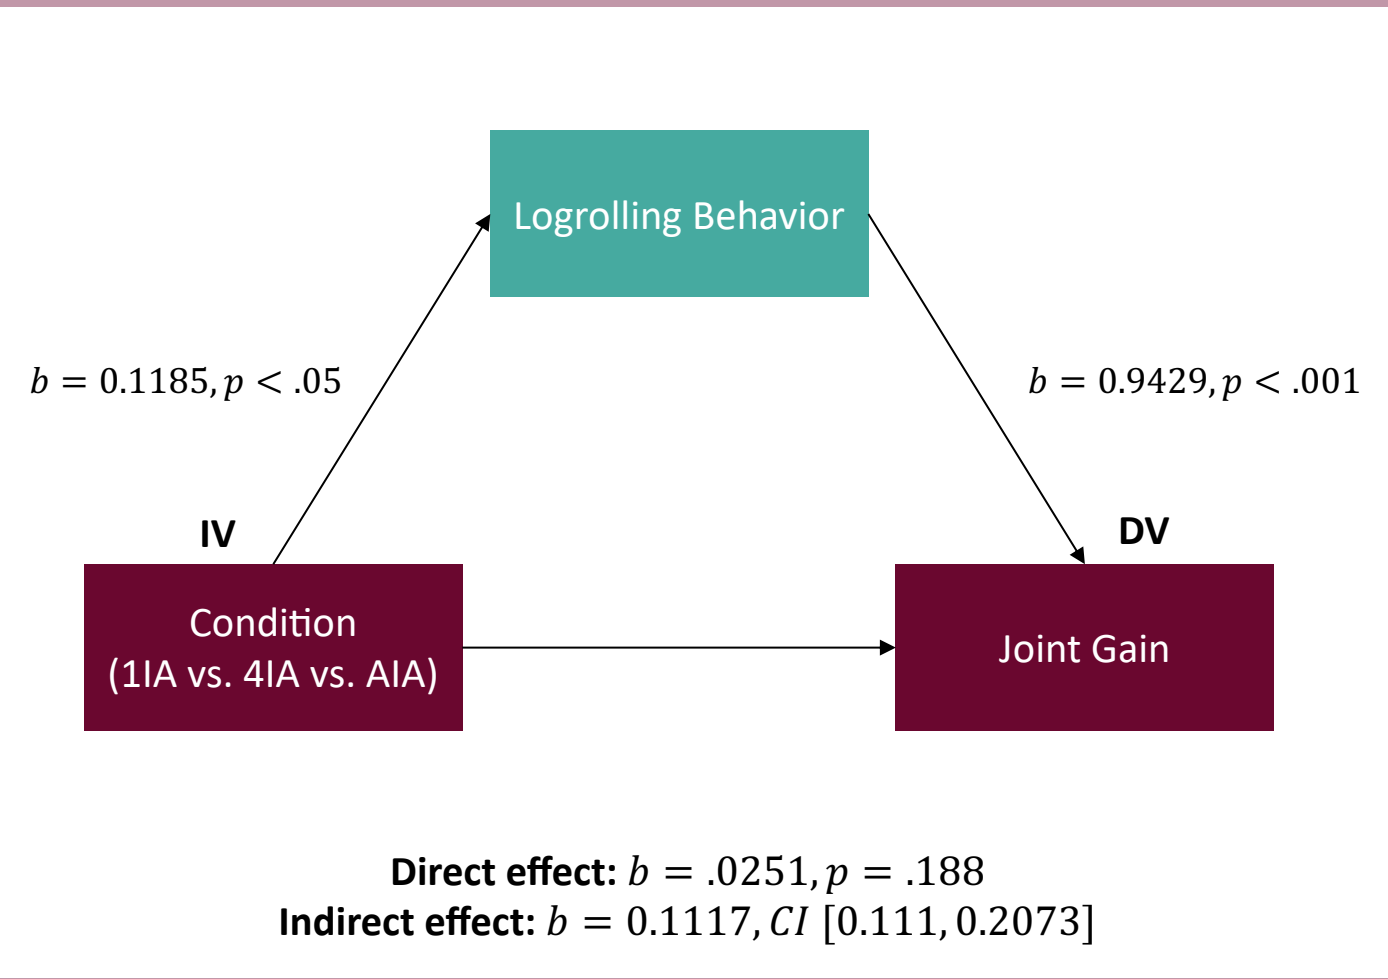 Logrolling Behavior
b = 0.1185, p < .05
b = 0.9429, p < .001
IV
DV
Condition
(1IA vs. 4IA vs. AIA)
Joint Gain
Direct effect: b = .0251, p = .188
Indirect effect: b = 0.1117, CI [0.111, 0.2073]